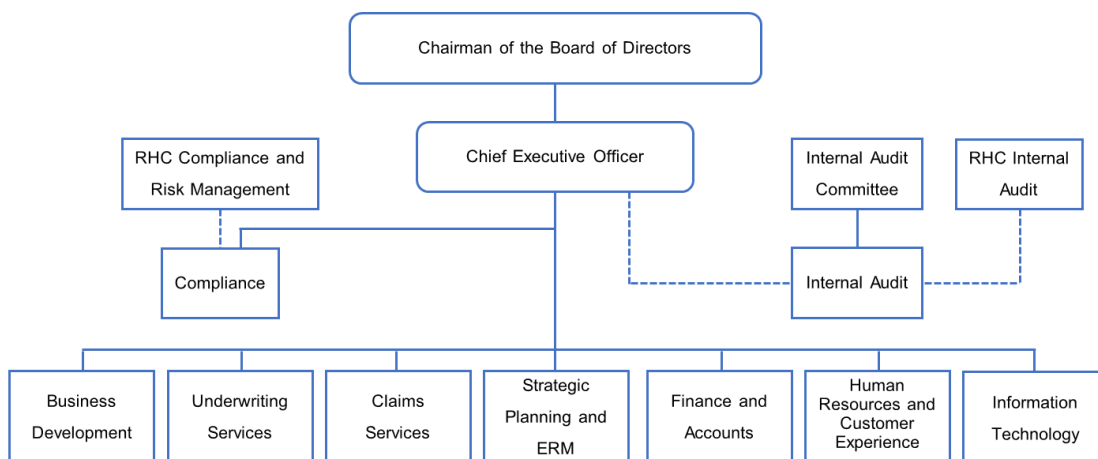 Chairman of the Board of Directors
Chief Executive Officer
RHC Compliance and
Risk Management
Internal Audit
Committee
RHC Internal
Audit
Compliance
Internal Audit
Business
Development
Underwriting
Services
Claims
Services
Strategic
Planning and
ERM
Finance and
Accounts
Human
Resources and
Customer
Experience
Information
Technology